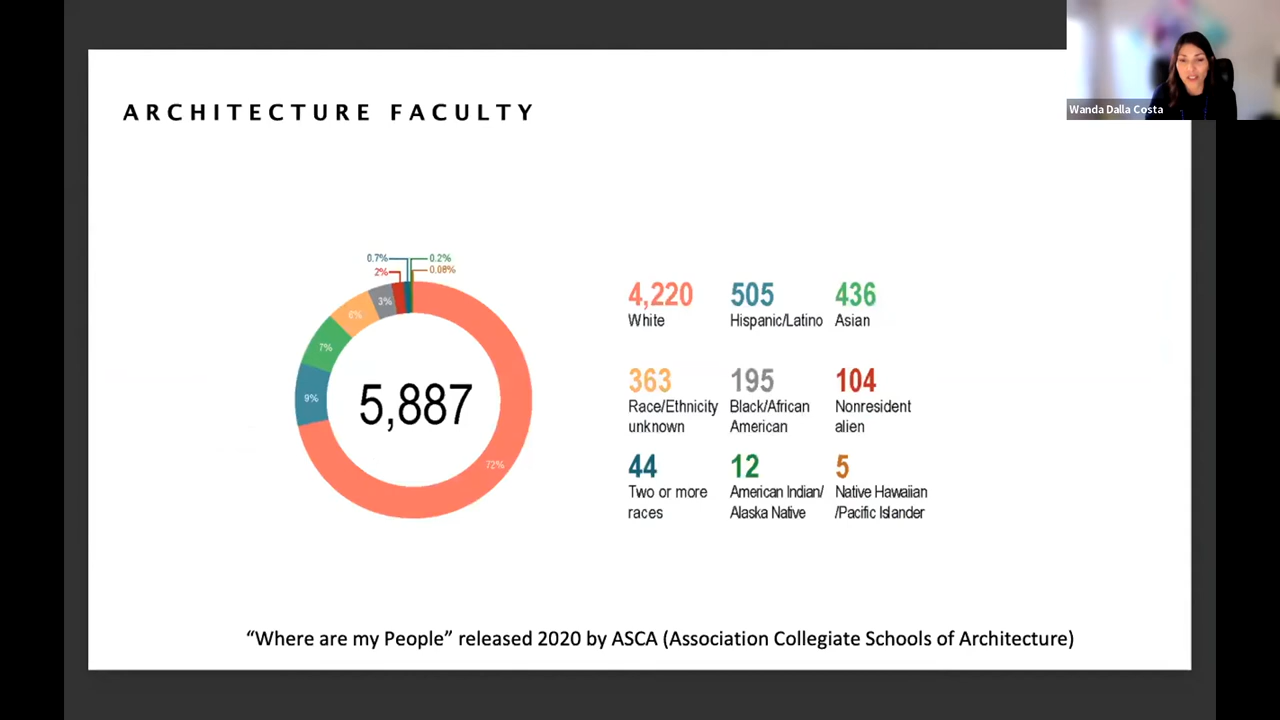 Wanda Dalla Costa
ARCHITECTURE FACULTY
0.7%
0.2%
2%
0.08%
3%
6%
7%
9%
72%
5,887
4,220
White
505
Hispanic/Latino
436
Asian
363
Race/Ethnicity
unknown
195
Black/African
American
104
Nonresident
alien
44
Two or more
races
12
American Indian/
Alaska Native
5
Native Hawaiian
/Pacific Islander
“Where are my People” released 2020 by ASCA (Association Collegiate Schools of Architecture)